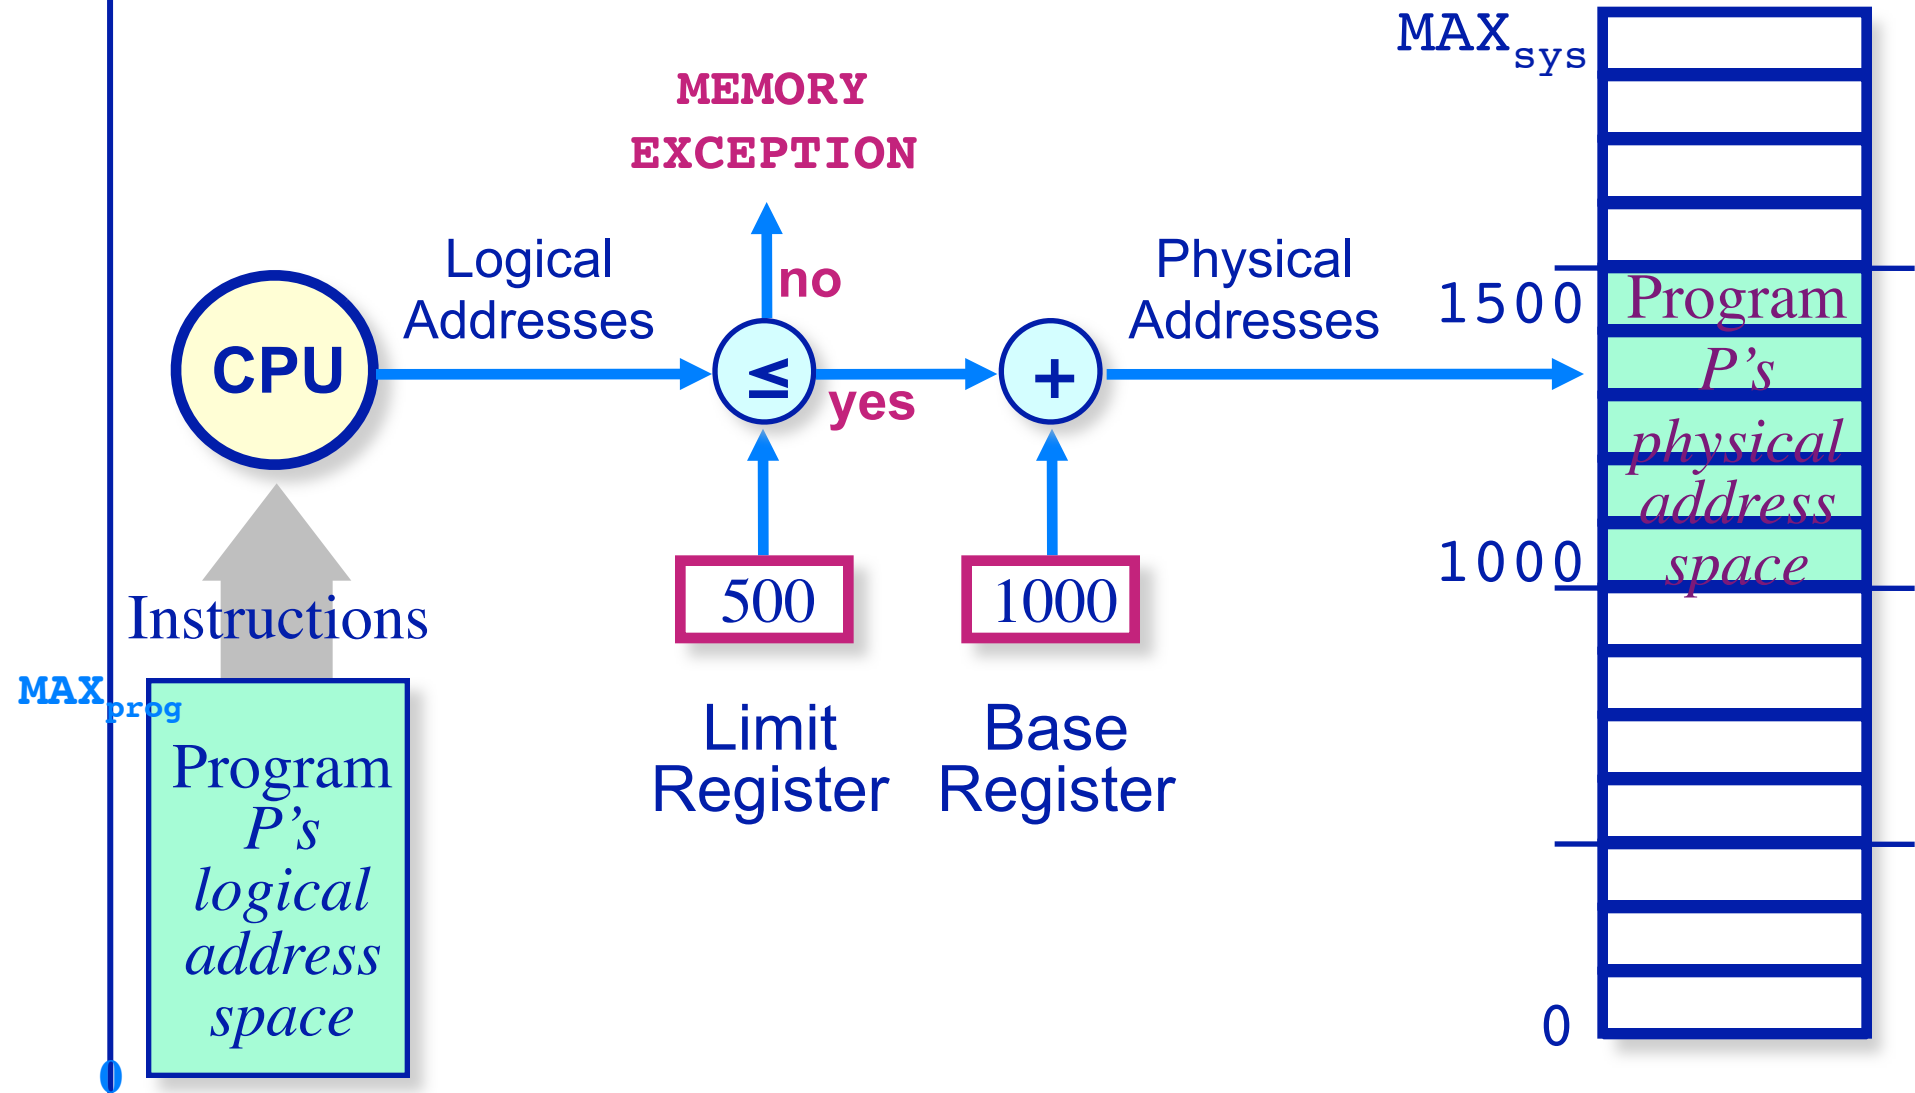 MAXsys
MEMORY
EXCEPTION
Logical
Addresses
no
Physical
Addresses
1500
Program
P's
physical
address
space
CPU
≤
yes
+
1000
Instructions
500
1000
MAXprog
Limit
Register
Base
Register
Program
P's
logical
address
space
0
0